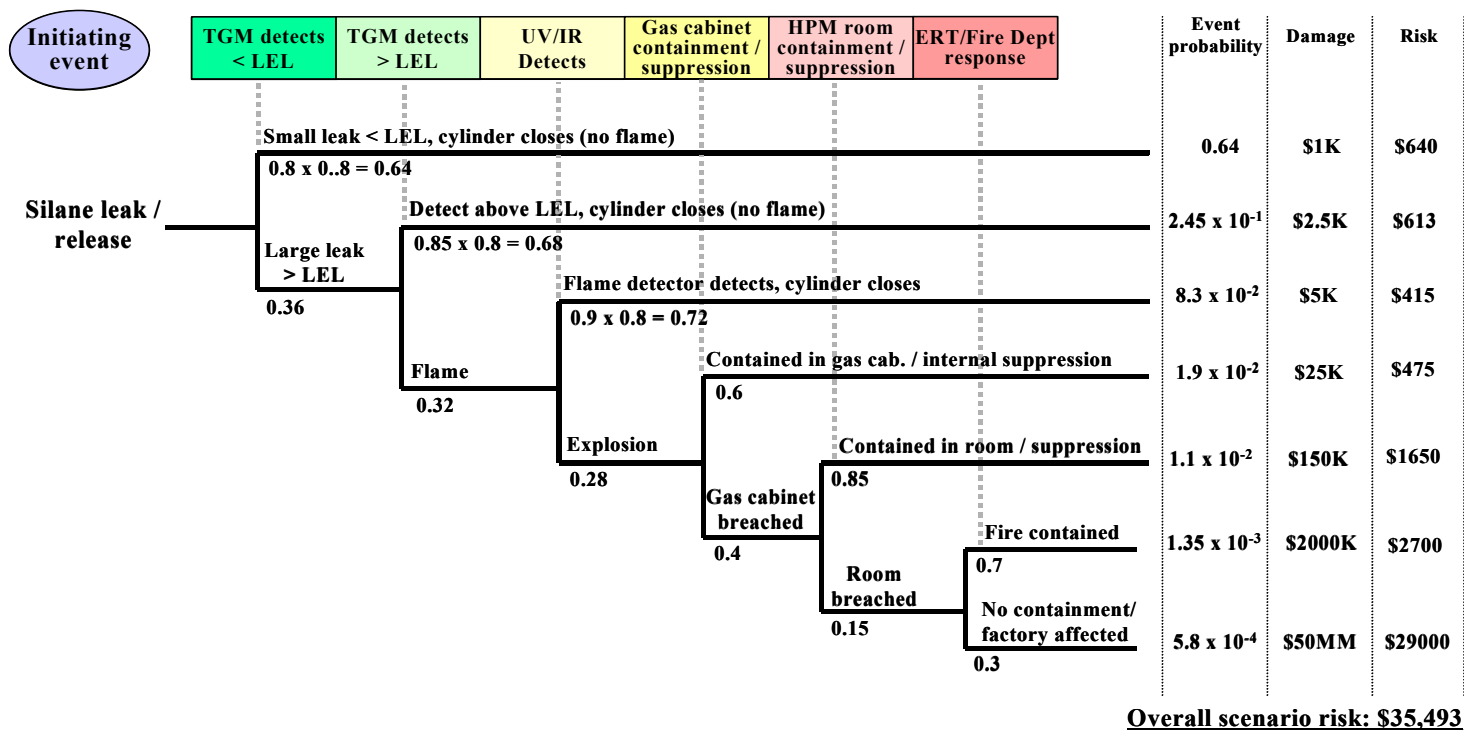 Initiating
event
TGM detects
< LEL
TGM detects
> LEL
UV/IR
Detects
Gas cabinet
containment /
suppression
HPM room
containment /
suppression
ERT/Fire Dept
response
Event
probability
Damage
Risk
Small leak < LEL, cylinder closes (no flame)
0.8 x 0..8 = 0.64
0.64
$1K
$640
Silane leak /
release
Detect above LEL, cylinder closes (no flame)
0.85 x 0.8 = 0.68
2.45 x 10-1
$2.5K
$613
Large leak
> LEL
0.36
Flame detector detects, cylinder closes
0.9 x 0.8 = 0.72
8.3 x 10-2
$5K
$415
Flame
0.32
Contained in gas cab. / internal suppression
0.6
1.9 x 10-2
$25K
$475
Explosion
0.28
Contained in room / suppression
0.85
1.1 x 10-2
$150K
$1650
Gas cabinet
breached
0.4
Fire contained
0.7
1.35 x 10-3
$2000K
$2700
Room
breached
0.15
No containment/
factory affected
0.3
5.8 x 10-4
$50MM
$29000
Overall scenario risk: $35,493